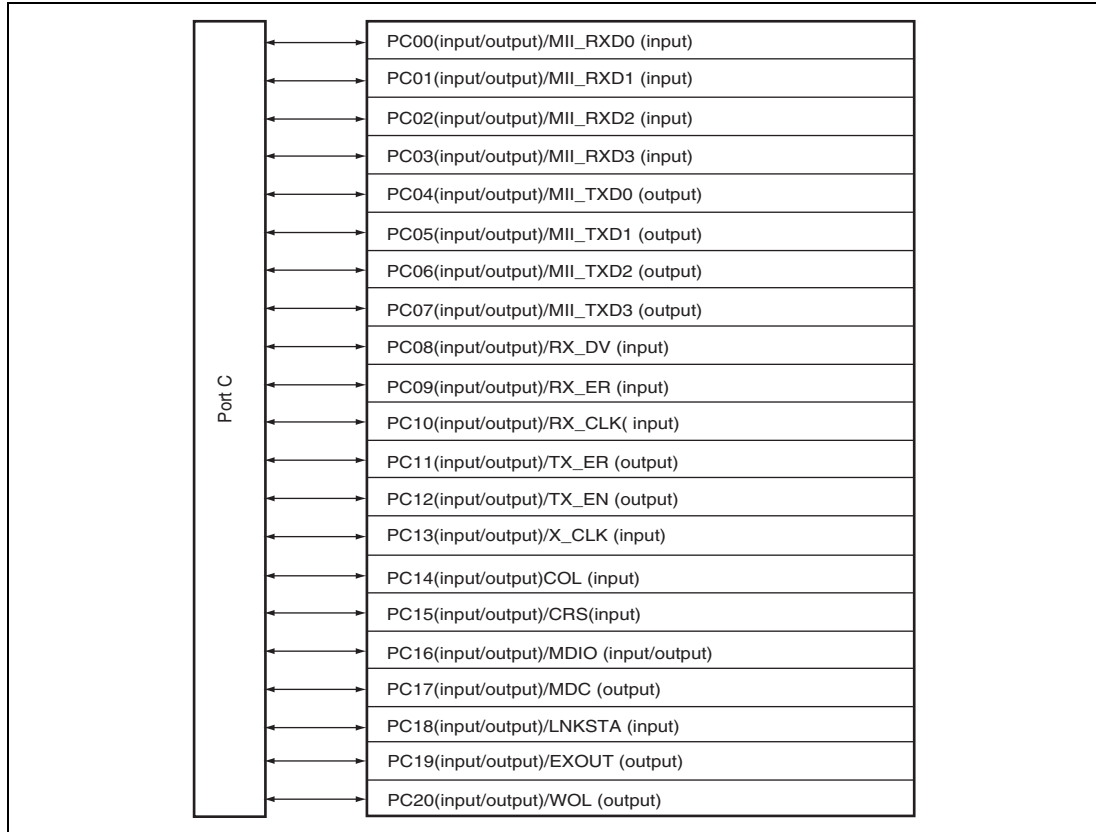 Port C
PC00(input/output)/MII_RXD0 (input)
PC01(input/output)/MII_RXD1 (input)
PC02(input/output)/MII_RXD2 (input)
PC03(input/output)/MII_RXD3 (input)
PC04(input/output)/MII_TXD0 (output)
PC05(input/output)/MII_TXD1 (output)
PC06(input/output)/MII_TXD2 (output)
PC07(input/output)/MII_TXD3 (output)
PC08(input/output)/RX_DV (input)
PC09(input/output)/RX_ER (input)
PC10(input/output)/RX_CLK( input)
PC11(input/output)/TX_ER (output)
PC12(input/output)/TX_EN (output)
PC13(input/output)/X_CLK (input)
PC14(input/output)COL (input)
PC15(input/output)/CRS(input)
PC16(input/output)/MDIO (input/output)
PC17(input/output)/MDC (output)
PC18(input/output)/LNKSTA (input)
PC19(input/output)/EXOUT (output)
PC20(input/output)/WOL (output)